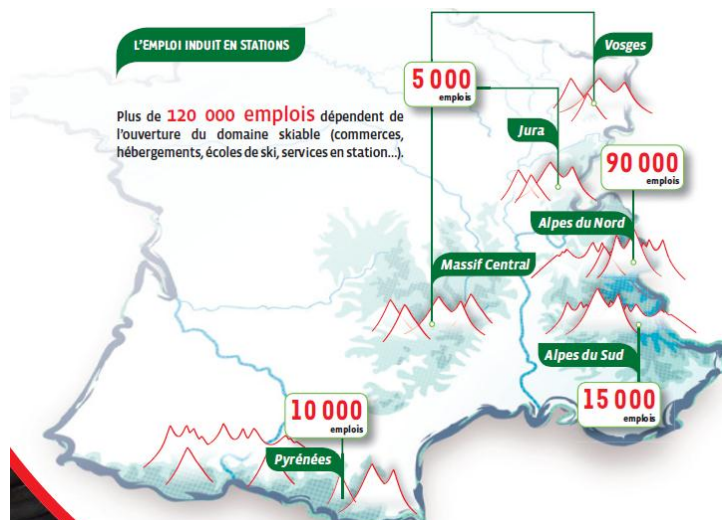 L'EMPLOI INDUIT EN STATIONS
Plus de 120 000 emplois dépendent de
l'ouverture du domaine skiable (commerces,
hébergements, écoles de ski, services en station...).
Vosges
5 000
emplois
Jura
90 000
emplois
Alpes du Nord
Massif Central
Alpes du Sud
15 000
emplois
10 000
emplois
Pyrénées